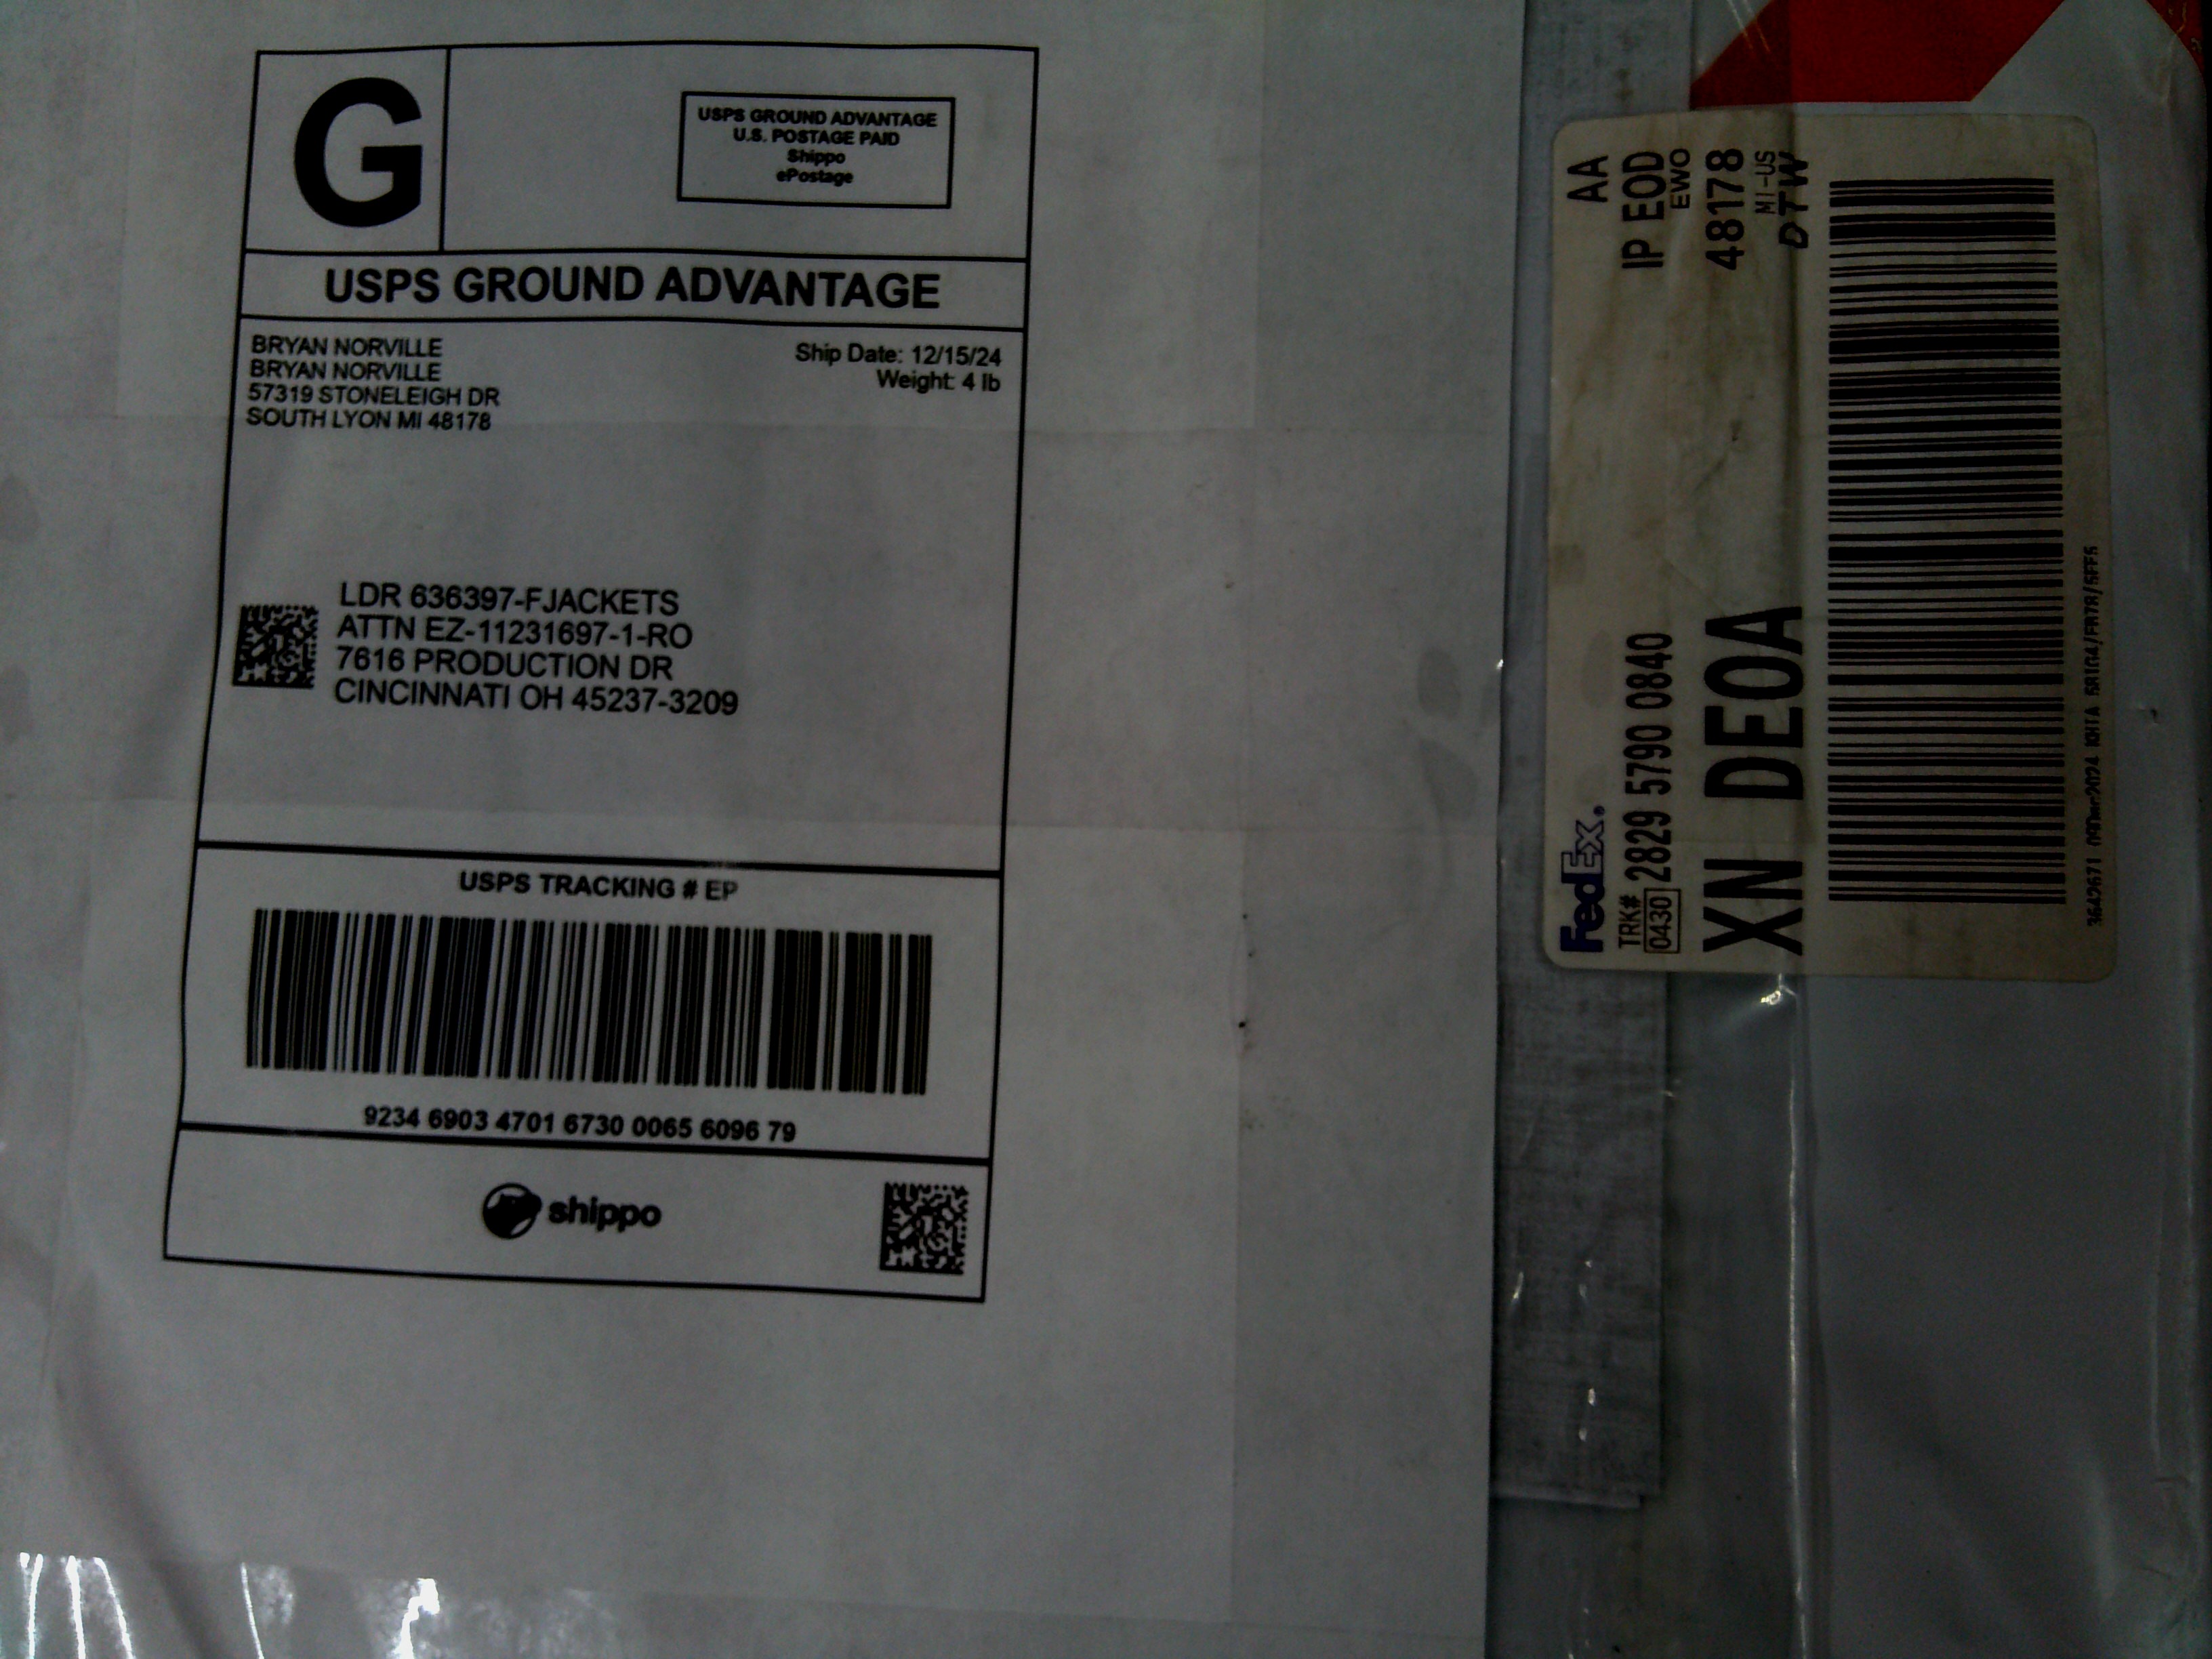 G
USPS GROUND ADVANTAGE
U.S. POSTAGE PAID
Shippo
ePostage
USPS GROUND ADVANTAGE
BRYAN NORVILLE
BRYAN NORVILLE
57319 STONELEIGH DR
SOUTH LYON MI 48178
Ship Date: 12/15/24
Weight: 4 lb
LDR 636397-FJACKETS
ATTN EZ-11231697-1-RO
7616 PRODUCTION DR
CINCINNATI OH 45237-3209
USPS TRACKING # EP
9234 6903 4701 6730 0065 6096 79
shippo
FedEx.
AA
TRK# 2829 5790 0840
IP EOD
0430
EWO
XN DEOA
48178
MI-US
DTW
3642671 09Dec2024